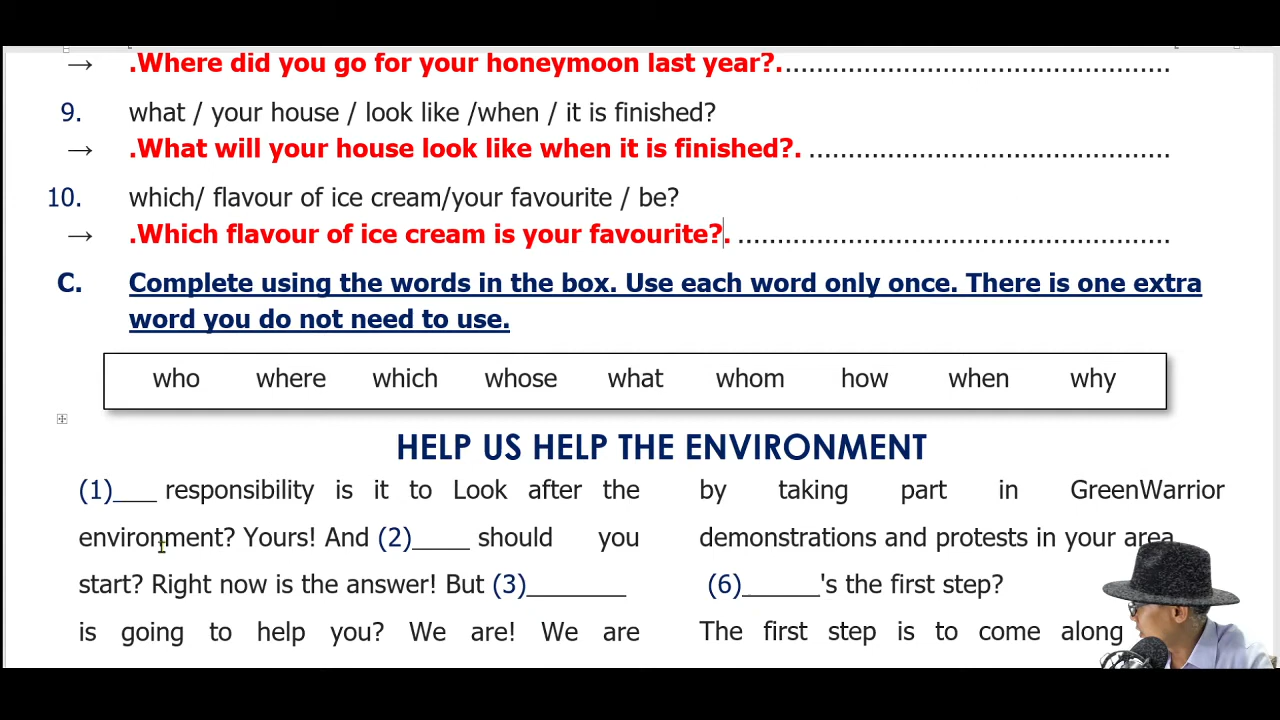 → .Where did you go for your honeymoon last year?...............................................
9. what / your house / look like /when / it is finished?
→ .What will your house look like when it is finished?. .............................................
10. which/ flavour of ice cream/your favourite / be?
→ .Which flavour of ice cream is your favourite?. .....................................................
C. Complete using the words in the box. Use each word only once. There is one extra
word you do not need to use.
who where which whose what whom how when why
HELP US HELP THE ENVIRONMENT
(1)___ responsibility is it to Look after the
environment? Yours! And (2)____ should you
start? Right now is the answer! But (3)_______
is going to help you? We are! We are
by taking part in GreenWarrior
demonstrations and protests in your area
(6)______'s the first step?
The first step is to come along